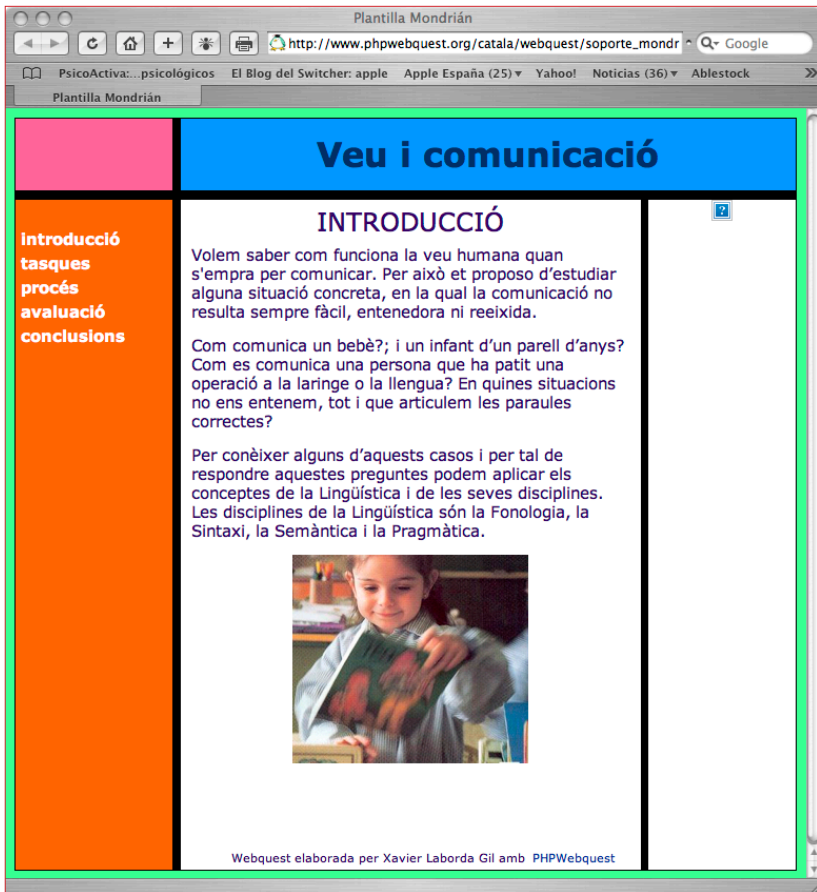 Plantilla Mondrián
http://www.phpwebquest.org/catala/webquest/soporte_mondr
Google
PsicoActiva:...psicológicos El Blog del Switcher: apple Apple España (25) Yahoo! Noticias (36) Ablestock
Plantilla Mondrián
Veu i comunicació
introducció
tasques
procés
avaluació
conclusions
INTRODUCCIÓ
Volem saber com funciona la veu humana quan
s'empra per comunicar. Per això et proposo d’estudiar
alguna situació concreta, en la qual la comunicació no
resulta sempre fàcil, entenedora ni reeixida.
Com comunica un bebè?; i un infant d’un parell d’anys?
Com es comunica una persona que ha patit una
operació a la laringe o la llengua? En quines situacions
no ens entenem, tot i que articulem les paraules
correctes?
Per conèixer alguns d’aquests casos i per tal de
respondre aquestes preguntes podem aplicar els
conceptes de la Lingüística i de les seves disciplines.
Les disciplines de la Lingüística són la Fonologia, la
Sintaxi, la Semàntica i la Pragmàtica.
Webquest elaborada per Xavier Laborda Gil amb PHPWebquest